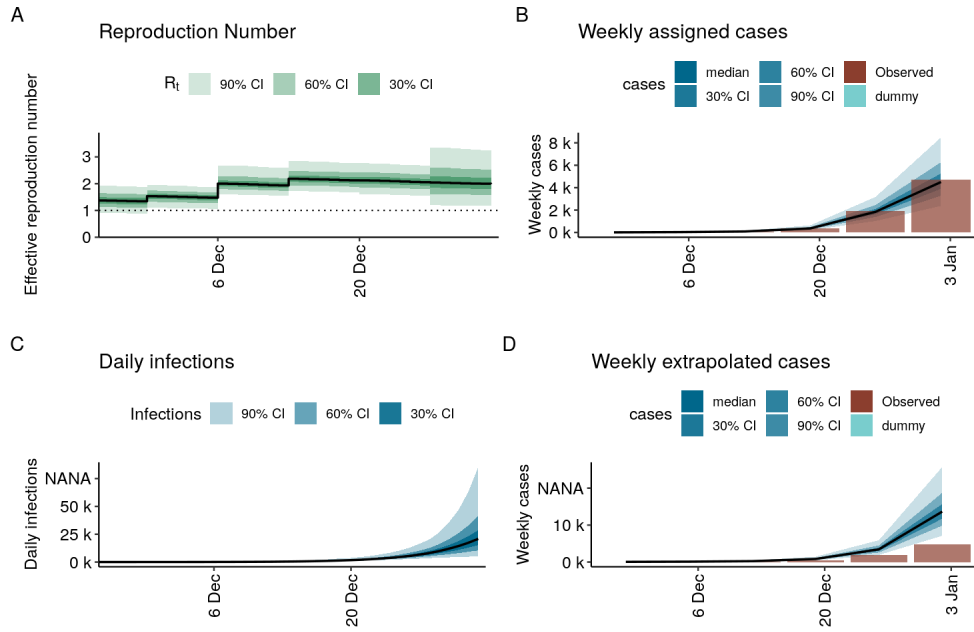 A
Reproduction Number
Rt
90% CI
60% CI
30% CI
Effective reproduction number
3
2
1
0
6 Dec
20 Dec
B
Weekly assigned cases
cases
median
60% CI
Observed
30% CI
90% CI
dummy
Weekly cases
8 k
6 k
4 k
2 k
0 k
6 Dec
20 Dec
3 Jan
C
Daily infections
Infections
90% CI
60% CI
30% CI
Daily infections
NANA
50 k
25 k
0 k
6 Dec
20 Dec
D
Weekly extrapolated cases
cases
median
60% CI
Observed
30% CI
90% CI
dummy
Weekly cases
NANA
10 k
0 k
6 Dec
20 Dec
3 Jan